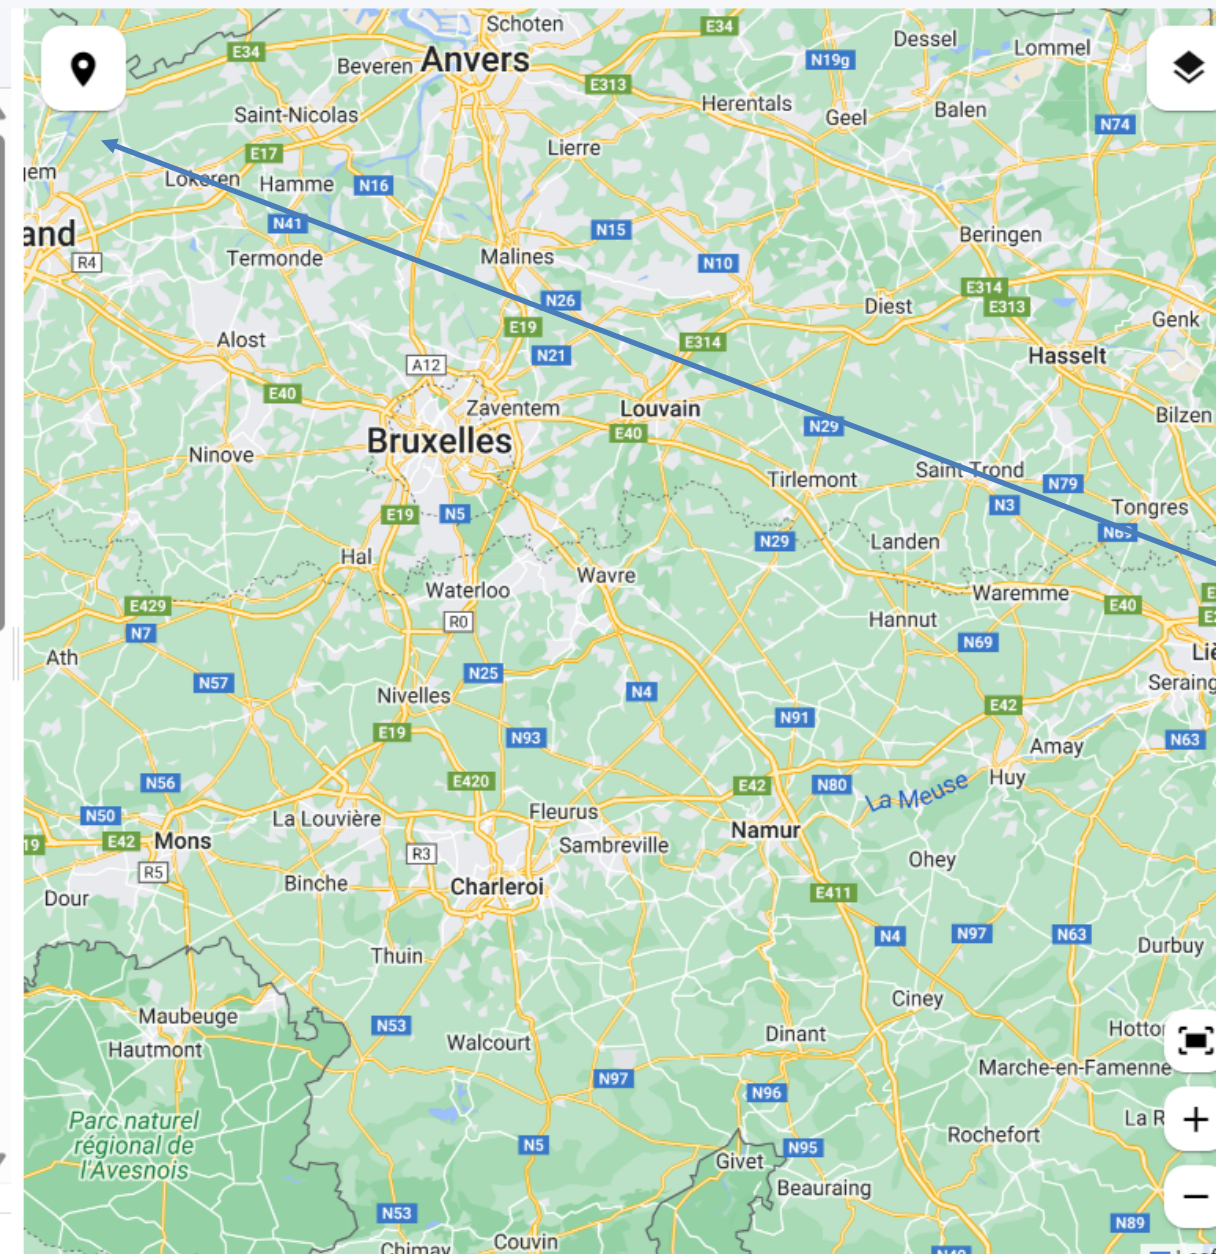 Schoten
E34
E34
Dessel
Lommel
Beveren
Anvers
N19g
E313
Herentals
Balen
Saint-Nicolas
Geel
N74
Lierre
E17
Lokeren
Hamme
N16
N41
N15
Beringen
R4
Termonde
Malines
N10
E314
N26
Diest
E313
Genk
E19
Alost
E314
Hasselt
N21
A12
E40
Zaventem
Louvain
Bilzen
N29
E40
Bruxelles
Ninove
Saint Trond
Tirlemont
N79
N3
Tongres
E19
N5
N69
N29
Landen
Hal
Wavre
Waterloo
Waremme
E429
E40
R0
Hannut
N7
N69
Ath
N25
Seraing
N57
N4
Nivelles
E42
N91
E19
N93
N63
Amay
Huy
N56
E420
E42
N80
La Meuse
N50
La Louvière
Fleurus
Namur
E42
Mons
Sambreville
R3
Ohey
R5
Binche
Charleroi
E411
Dour
N4
N97
N63
Durbuy
Thuin
Ciney
Maubeuge
N53
Dinant
Walcourt
Hautmont
Marche-en-Famenne
N97
N96
Parc naturel
régional de
l'Avesnois
Rochefort
N5
N95
Givet
Beauraing
N53
N89
Couvin
Chimay